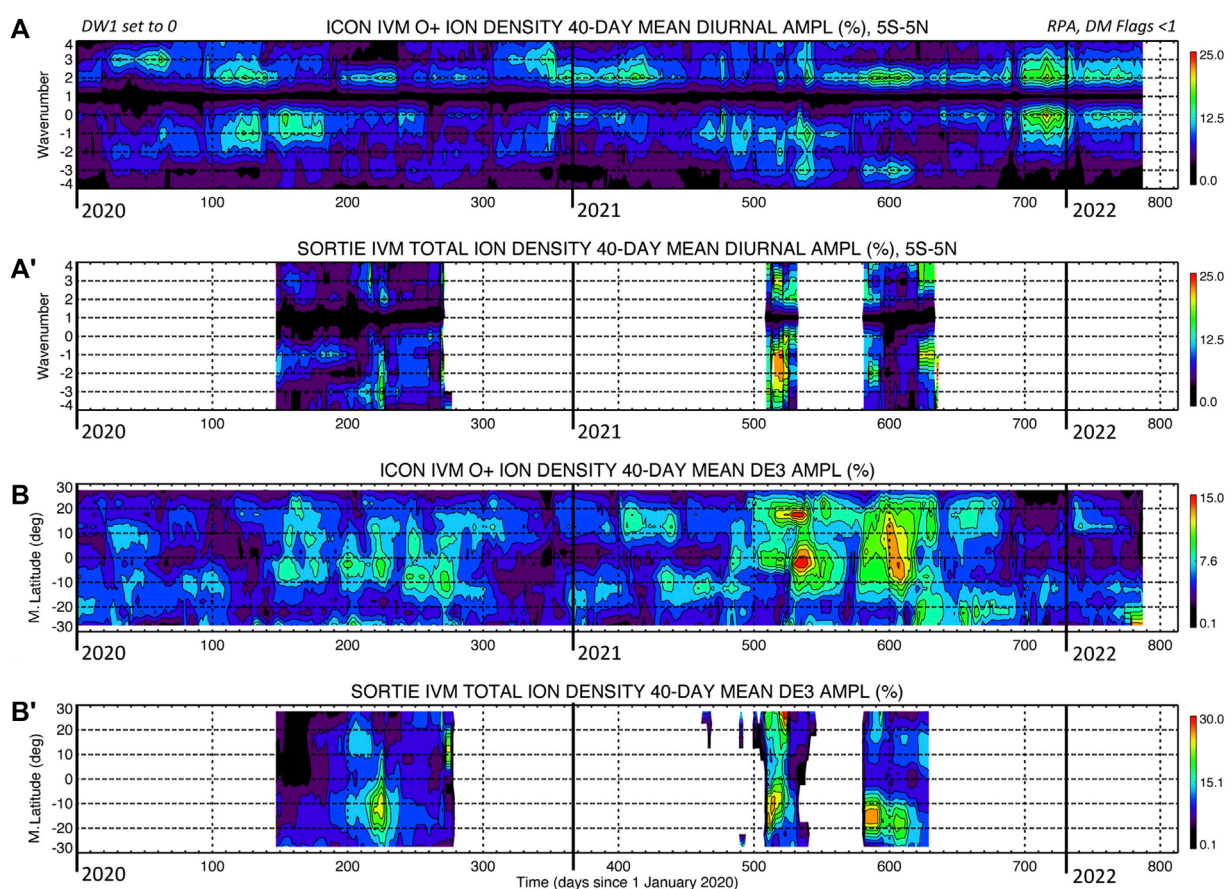 A
DW1 set to 0
ICON IVM O+ ION DENSITY 40-DAY MEAN DIURNAL AMPL (%), 5S-5N
RPA, DM Flags <1
Wavenumber
4
3
2
1
0
-1
-2
-3
-4
25.0
12.5
0.0
100 200 300 400 500 600 700 800
2020 2021 2022
A'
SORTIE IVM TOTAL ION DENSITY 40-DAY MEAN DIURNAL AMPL (%), 5S-5N
Wavenumber
4
3
2
1
0
-1
-2
-3
-4
25.0
12.5
0.0
100 200 300 400 500 600 700 800
2020 2021 2022
B
ICON IVM O+ ION DENSITY 40-DAY MEAN DE3 AMPL (%)
M. Latitude (deg)
30
20
10
0
-10
-20
-30
15.0
7.6
0.1
100 200 300 400 500 600 700 800
2020 2021 2022
B'
SORTIE IVM TOTAL ION DENSITY 40-DAY MEAN DE3 AMPL (%)
M. Latitude (deg)
30
20
10
0
-10
-20
-30
30.0
15.1
0.1
100 200 300 400 500 600 700 800
2020 2021 2022
Time (days since 1 January 2020)